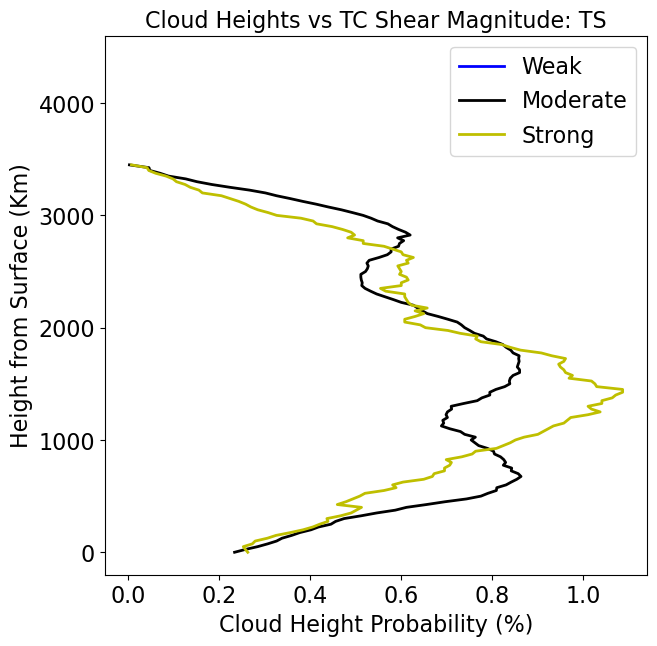 Cloud Heights vs TC Shear Magnitude: TS
Weak
Moderate
Strong
4000
3000
2000
1000
0
Height from Surface (Km)
0.0 0.2 0.4 0.6 0.8 1.0
Cloud Height Probability (%)